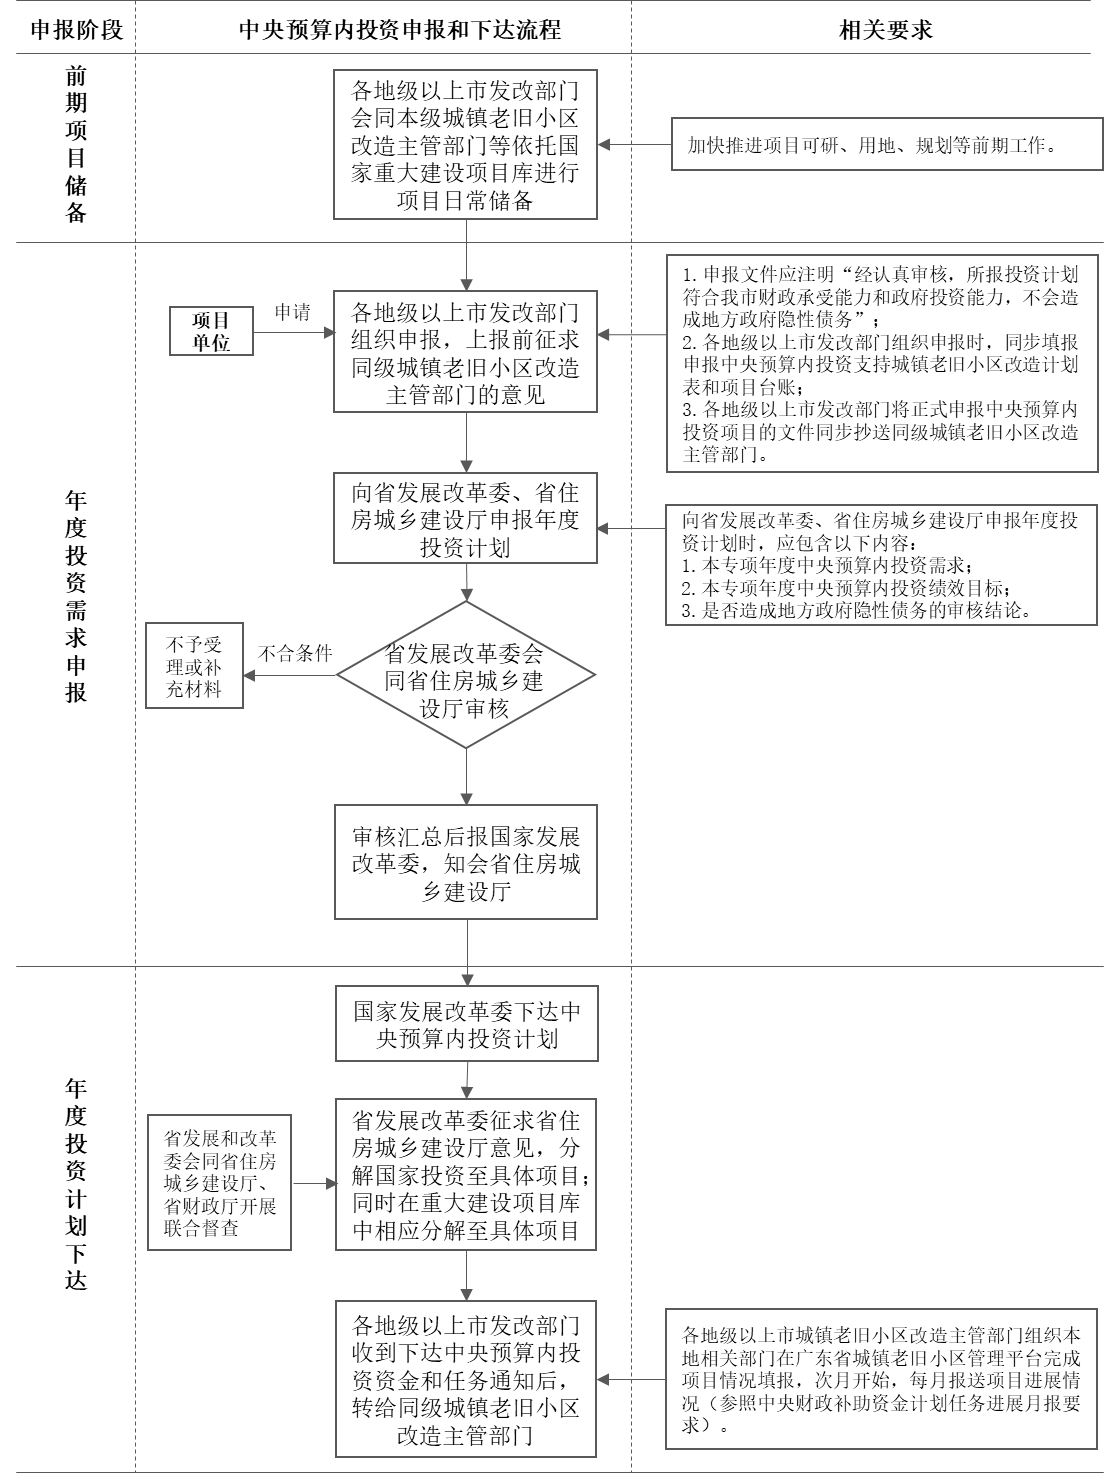 申报阶段
中央预算内投资申报和下达流程
相关要求
前
期
项
目
储
备
各地级以上市发改部门
会同本级城镇老旧小区
改造主管部门等依托国
家重大建设项目库进行
项目日常储备
加快推进项目可研、用地、规划等前期工作。
年
度
投
资
需
求
申
报
项目
单位
申请
各地级以上市发改部门
组织申报，上报前征求
同级城镇老旧小区改造
主管部门的意见
1.申报文件应注明“经认真审核，所报投资计划
符合我市财政承受能力和政府投资能力，不会造
成地方政府隐性债务”；
2.各地级以上市发改部门组织申报时，同步填报
申报中央预算内投资支持城镇老旧小区改造计划
表和项目台账；
3.各地级以上市发改部门将正式申报中央预算内
投资项目的文件同步抄送同级城镇老旧小区改造
主管部门。
向省发展改革委、省住
房城乡建设厅申报年度
投资计划
向省发展改革委、省住房城乡建设厅申报年度投
资计划时，应包含以下内容：
1.本专项年度中央预算内投资需求；
2.本专项年度中央预算内投资绩效目标；
3.是否造成地方政府隐性债务的审核结论。
不予受
理或补
充材料
不合条件
省发展改革委会
同省住房城乡建
设厅审核
审核汇总后报国家发展
改革委，知会省住房城
乡建设厅
年
度
投
资
计
划
下
达
国家发展改革委下达中
央预算内投资计划
省发展和改革
委会同省住房
城乡建设厅、
省财政厅开展
联合督查
省发展改革委征求省住
房城乡建设厅意见，分
解国家投资至具体项目；
同时在重大建设项目库
中相应分解至具体项目
各地级以上市发改部门
收到下达中央预算内投
资资金和任务通知后，
转给同级城镇老旧小区
改造主管部门
各地级以上市城镇老旧小区改造主管部门组织本
地相关部门在广东省城镇老旧小区管理平台完成
项目情况填报，次月开始，每月报送项目进展情
况（参照中央财政补助资金计划任务进展月报要
求）。